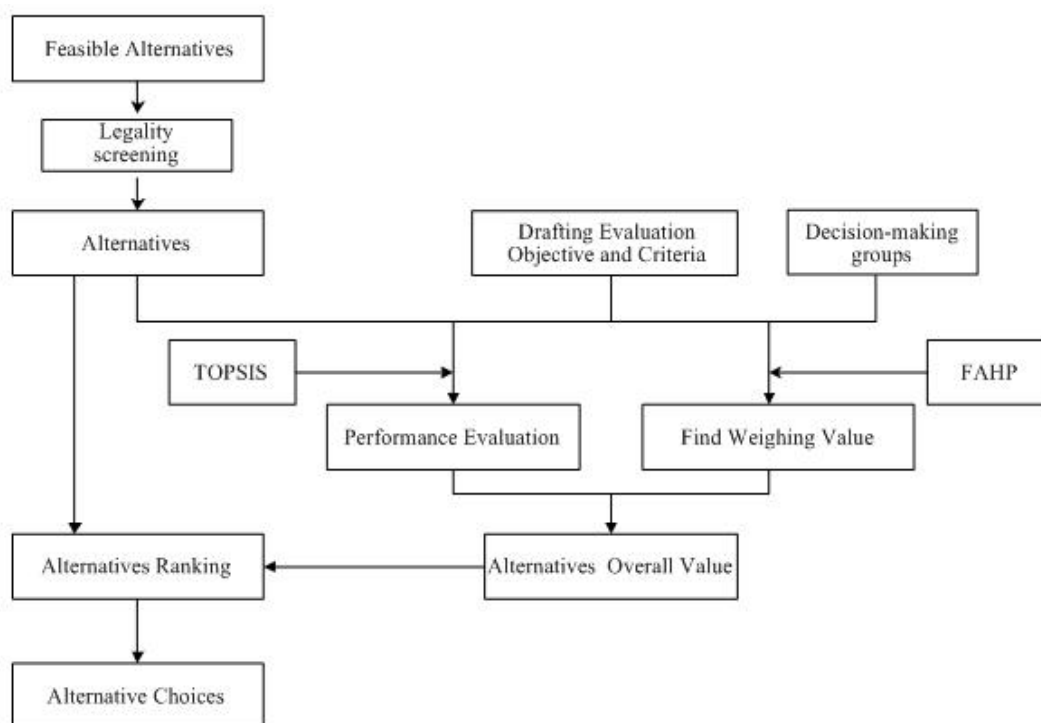 Feasible Alternatives
Legality
screening
Alternatives
Drafting Evaluation
Objective and Criteria
Decision-making
groups
TOPSIS
FAHP
Performance Evaluation
Find Weighing Value
Alternatives Ranking
Alternatives Overall Value
Alternative Choices